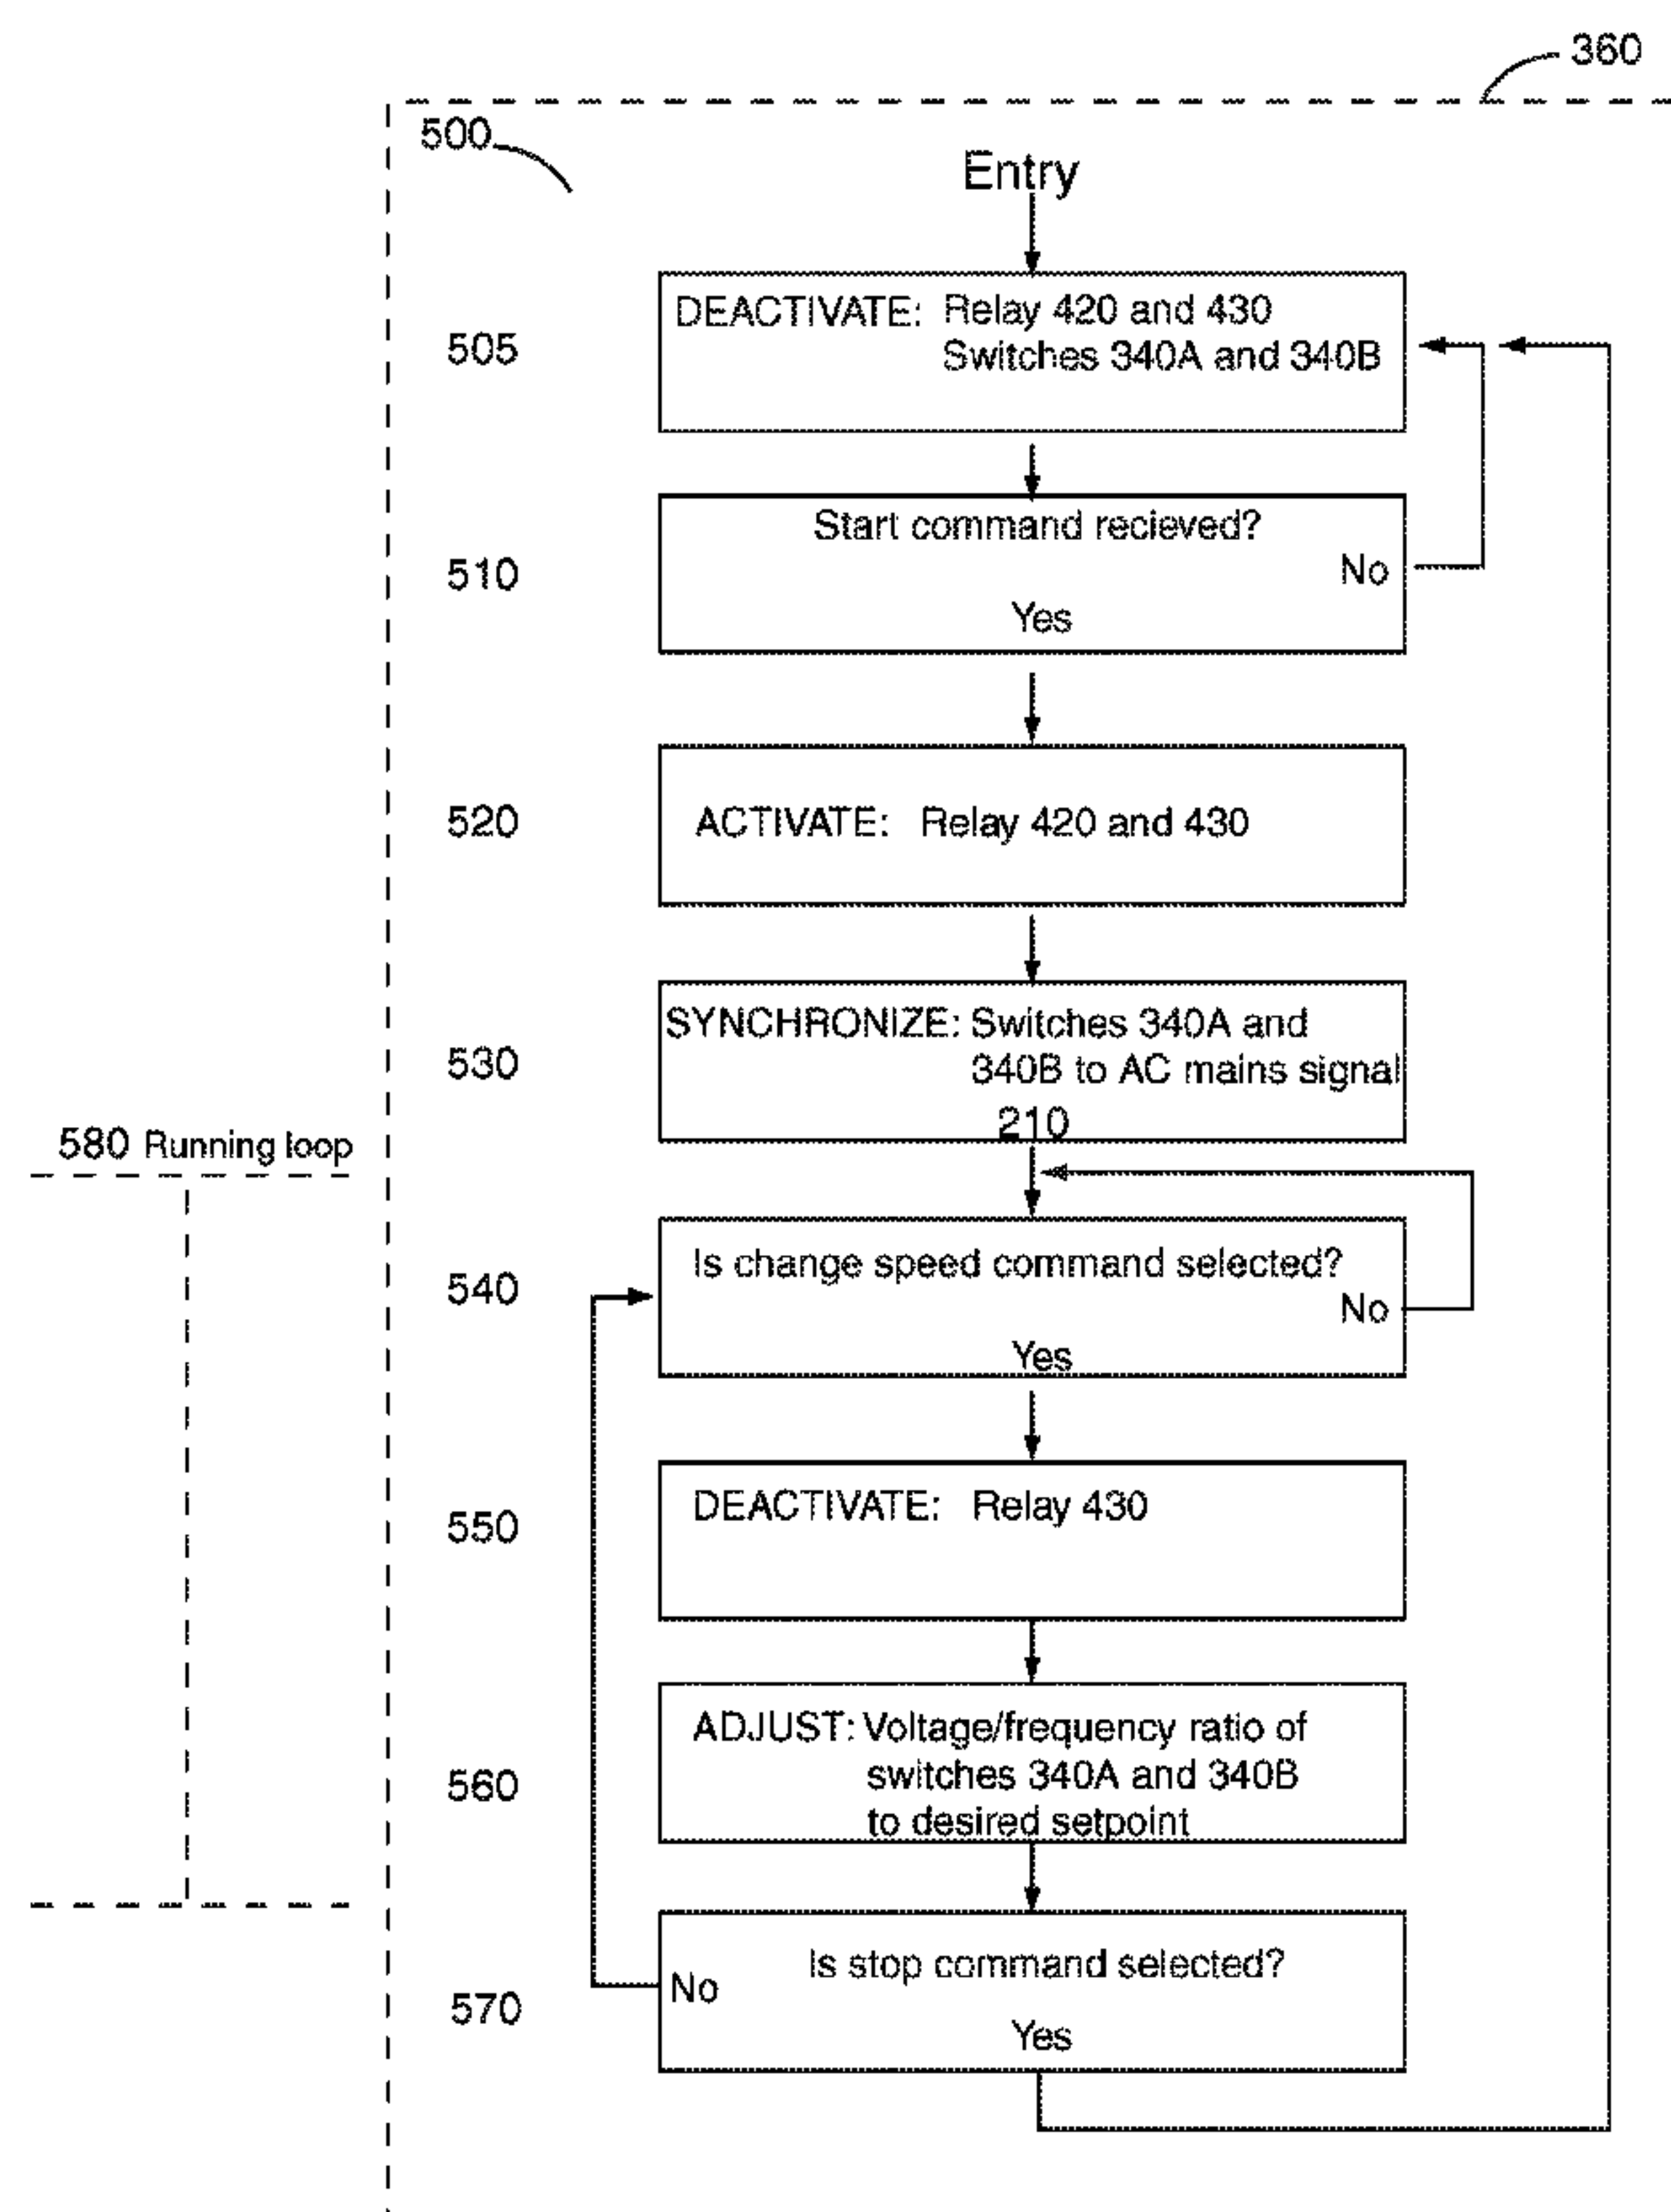 360
500
Entry
505
DEACTIVATE: Relay 420 and 430
Switches 340A and 340B
510
Start command recieved?
No
Yes
520
ACTIVATE: Relay 420 and 430
530
SYNCHRONIZE: Switches 340A and
340B to AC mains signal
210
580 Running loop
540
Is change speed command selected?
No
Yes
550
DEACTIVATE: Relay 430
560
ADJUST: Voltage/frequency ratio of
switches 340A and 340B
to desired setpoint
570
Is stop command selected?
No
Yes